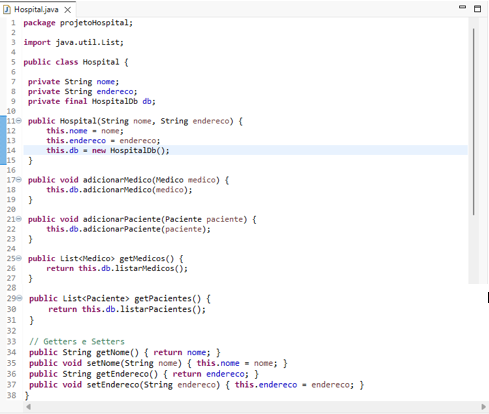 Hospital.java
1 package projetoHospital;
2
3 import java.util.List;
4
5 public class Hospital {
6
7 private String nome;
8 private String endereco;
9 private final HospitalDb db;
10
11 public Hospital(String nome, String endereco) {
12 this.nome = nome;
13 this.endereco = endereco;
14 this.db = new HospitalDb();
15 }
16
17 public void adicionarMedico(Medico medico) {
18 this.db.adicionarMedico(medico);
19 }
20
21 public void adicionarPaciente(Paciente paciente) {
22 this.db.adicionarPaciente(paciente);
23 }
24
25 public List<Medico> getMedicos() {
26 return this.db.listarMedicos();
27 }
28
29 public List<Paciente> getPacientes() {
30 return this.db.listarPacientes();
31 }
32
33 // Getters e Setters
34 public String getNome() { return nome; }
35 public void setNome(String nome) { this.nome = nome; }
36 public String getEndereco() { return endereco; }
37 public void setEndereco(String endereco) { this.endereco = endereco; }
38 }